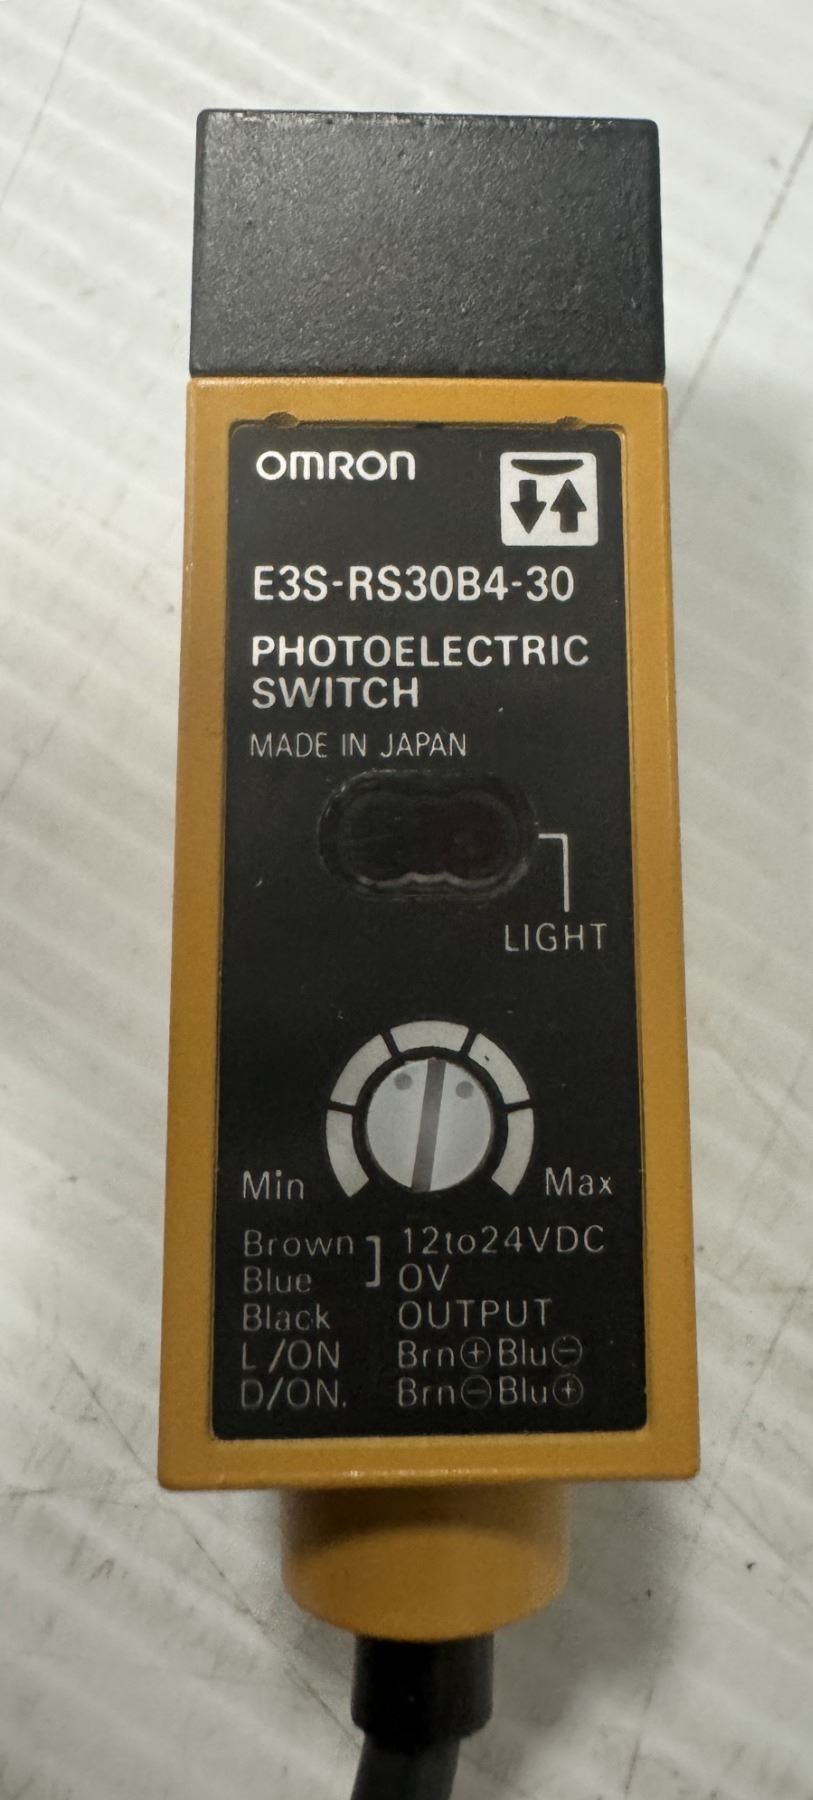 OMRON
E3S-RS30B4-30
PHOTOELECTRIC
SWITCH
MADE IN JAPAN
LIGHT
Min Max
Brown 12to24VDC
Blue 0V
Black OUTPUT
L/ON Brn⊕Blu⊖
D/ON. Brn⊖Blu⊕